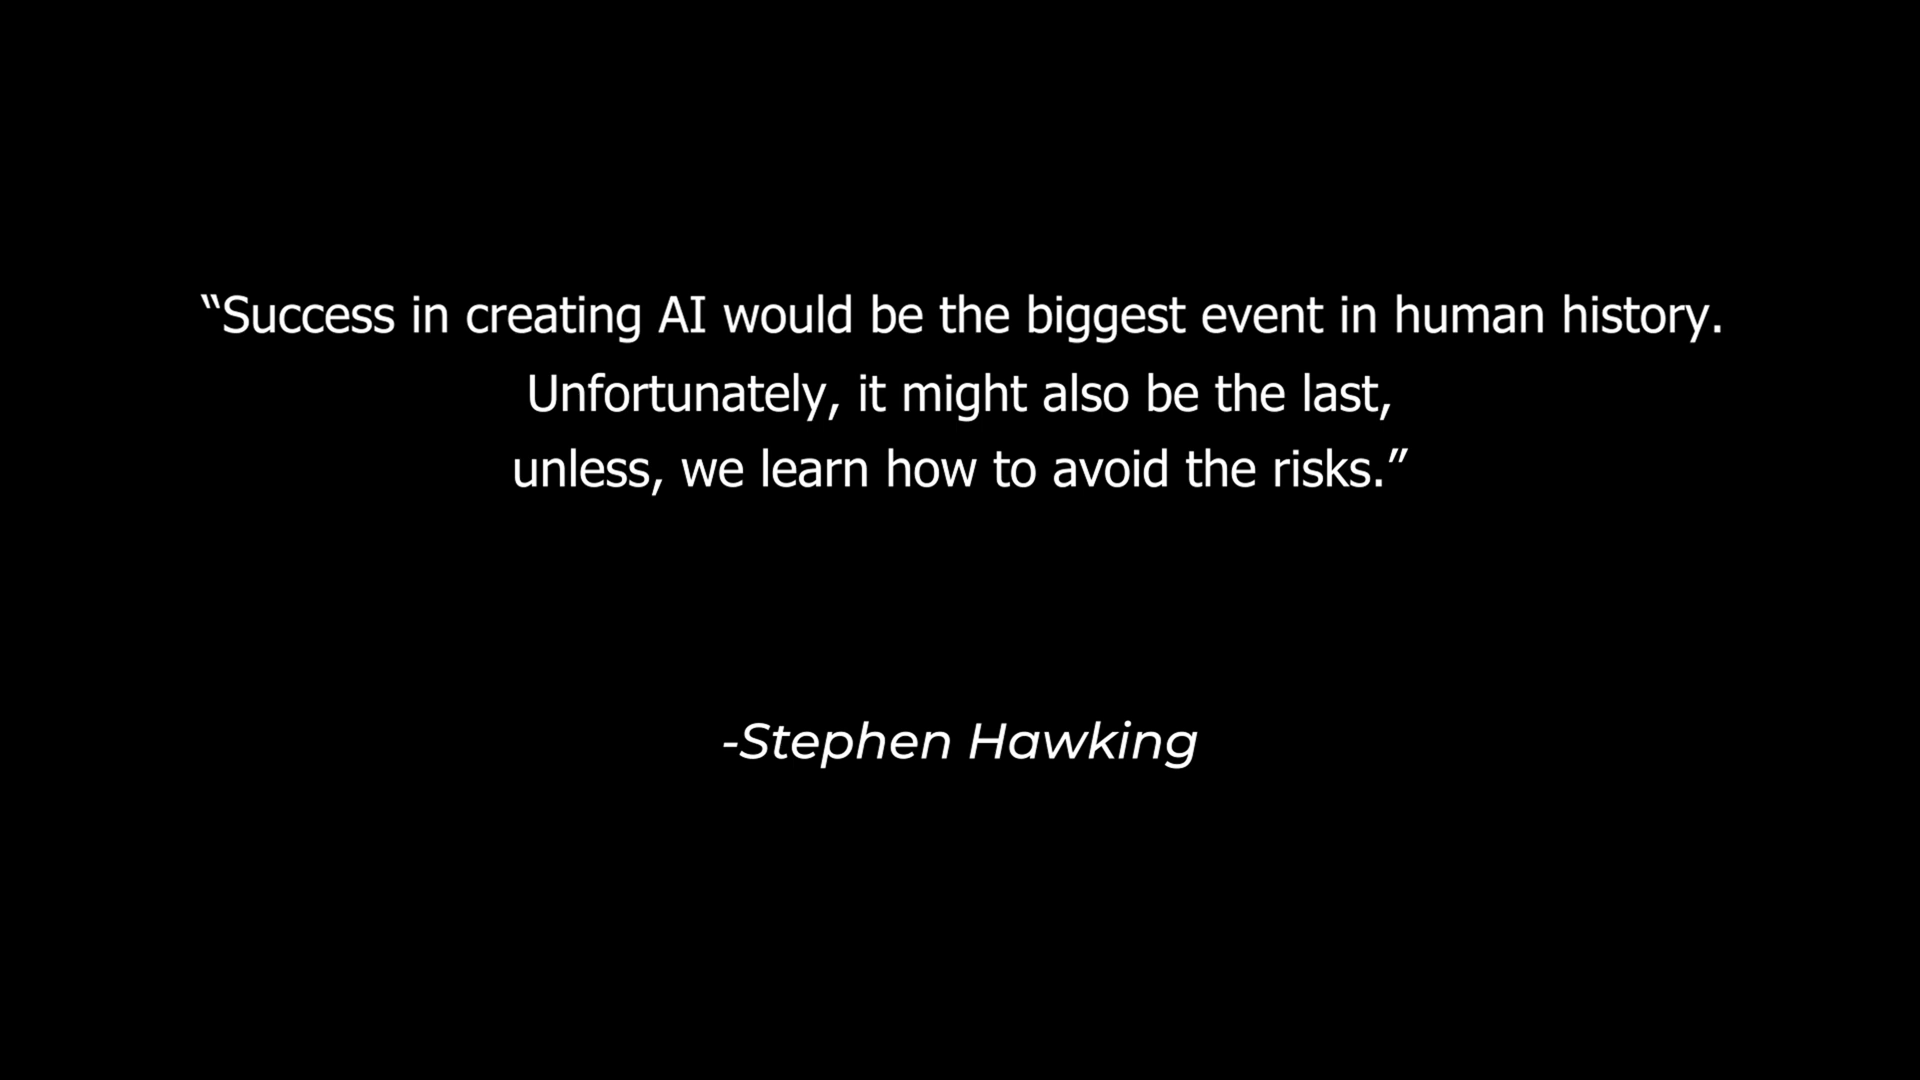 “Success in creating AI would be the biggest event in human history.
Unfortunately, it might also be the last,
unless, we learn how to avoid the risks.”
-Stephen Hawking